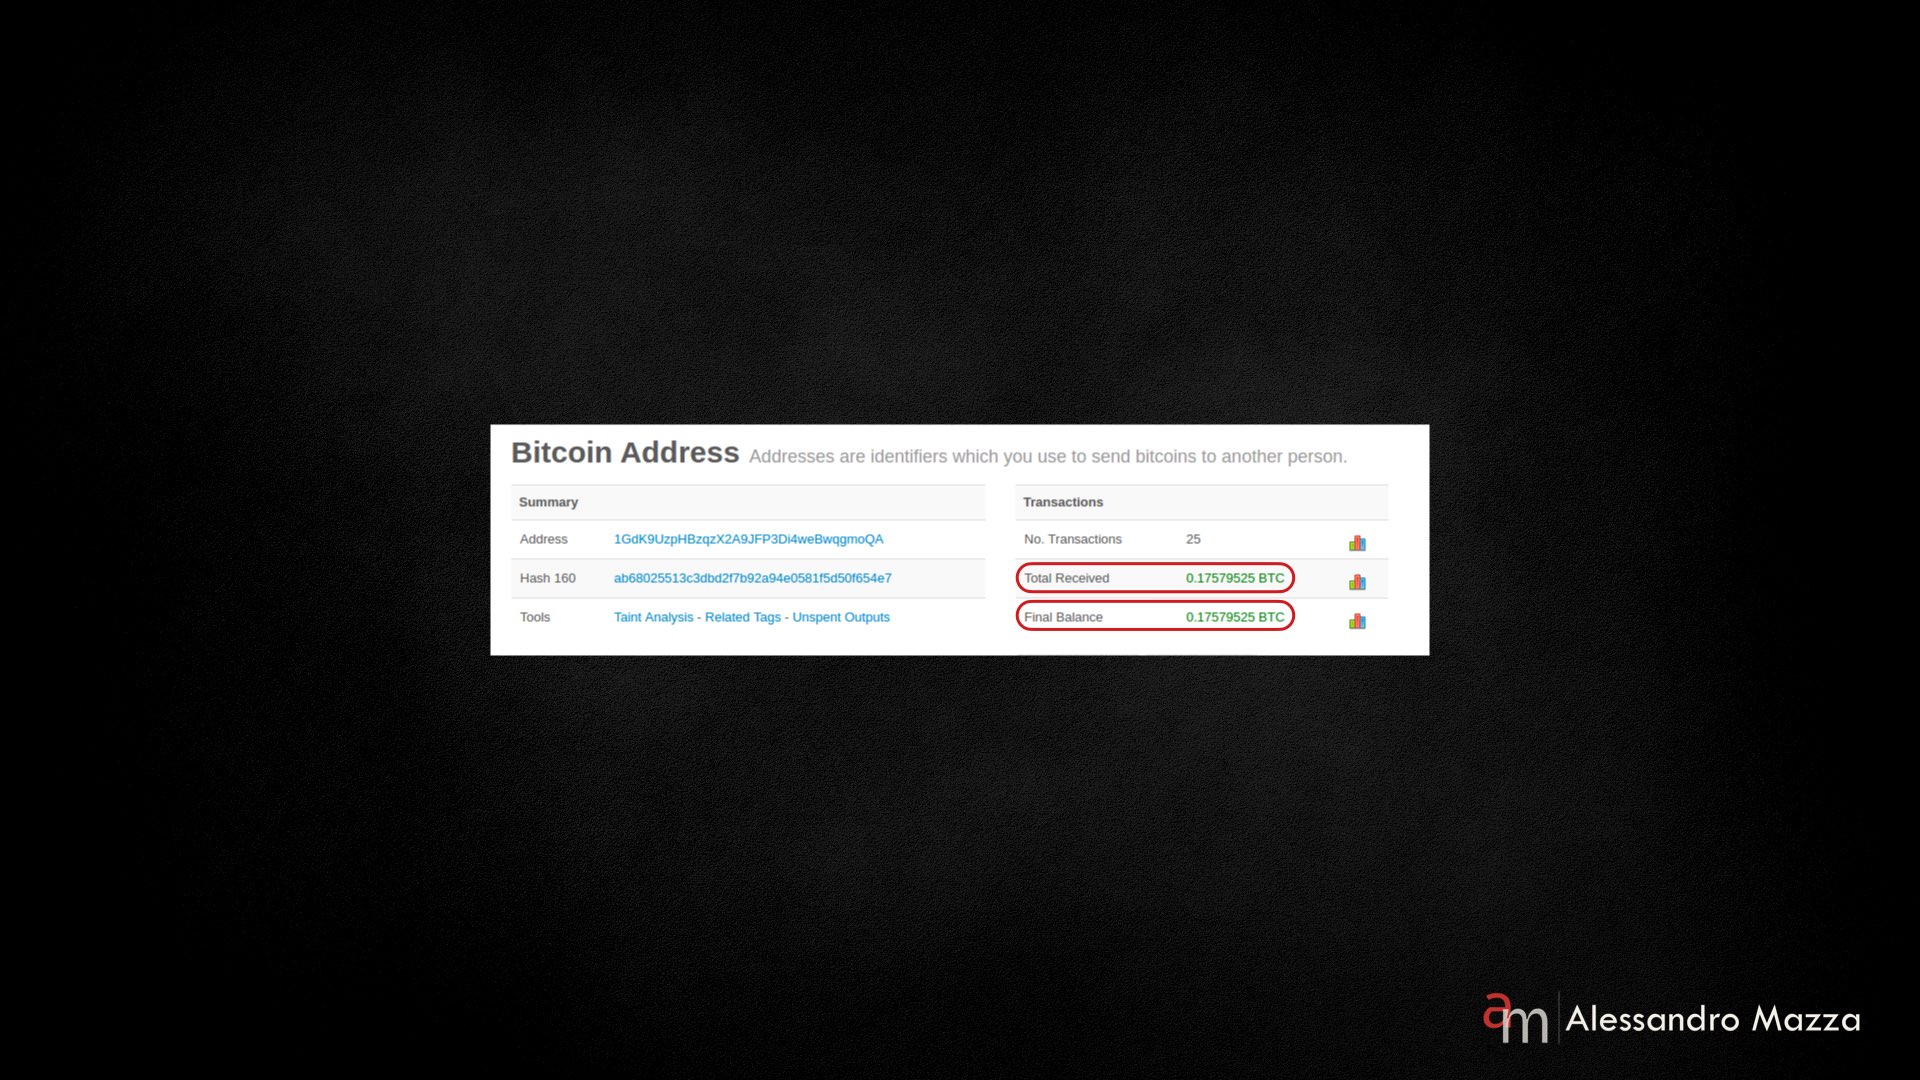 Bitcoin Address Addresses are identifiers which you use to send bitcoins to another person.
Summary
Address 1GdK9UzpHBzqzX2A9JFP3Di4weBwqgmoQA
Hash 160 ab68025513c3dbd2f7b92a94e0581f5d50f654e7
Tools Taint Analysis - Related Tags - Unspent Outputs
Transactions
No. Transactions 25
Total Received 0.17579525 BTC
Final Balance 0.17579525 BTC
am Alessandro Mazza